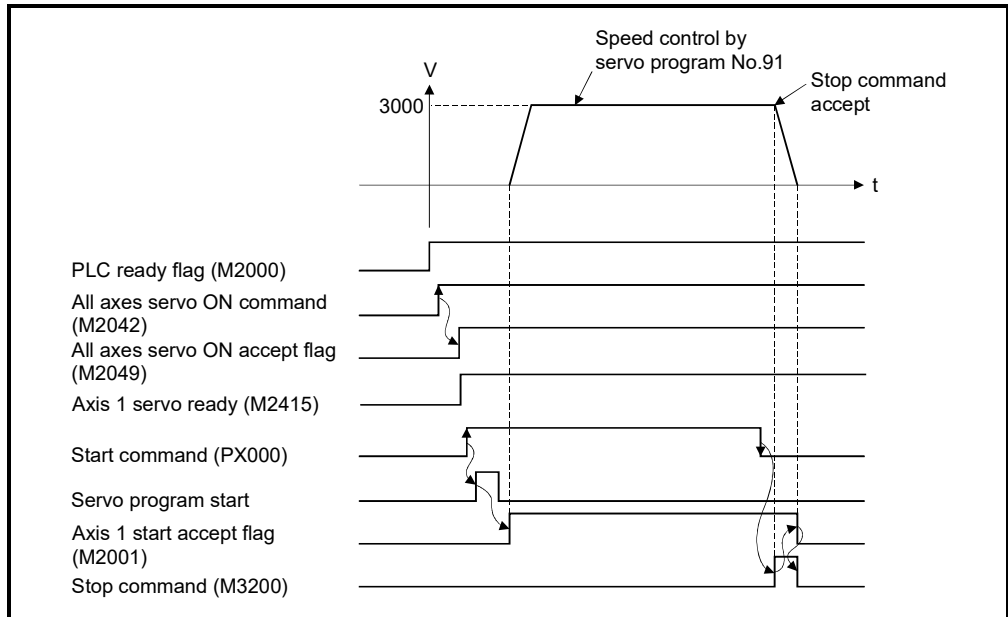 Speed control by
servo program No.91
V
Stop command
accept
3000
t
PLC ready flag (M2000)
All axes servo ON command
(M2042)
All axes servo ON accept flag
(M2049)
Axis 1 servo ready (M2415)
Start command (PX000)
Servo program start
Axis 1 start accept flag
(M2001)
Stop command (M3200)